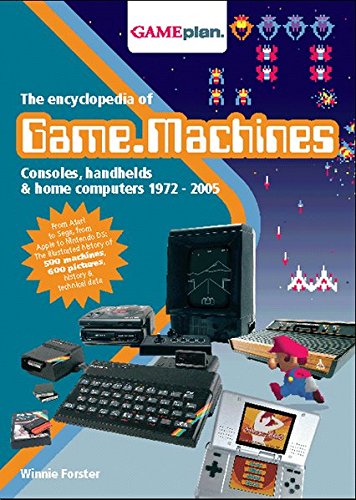 GAMEplan.
The encyclopedia of
Game.Machines
Consoles, handhelds
& home computers 1972 - 2005
From Atari
to Sega, from
Apple to Nintendo DS:
The illustrated history of
500 machines,
600 pictures,
history &
technical data
Winnie Forster